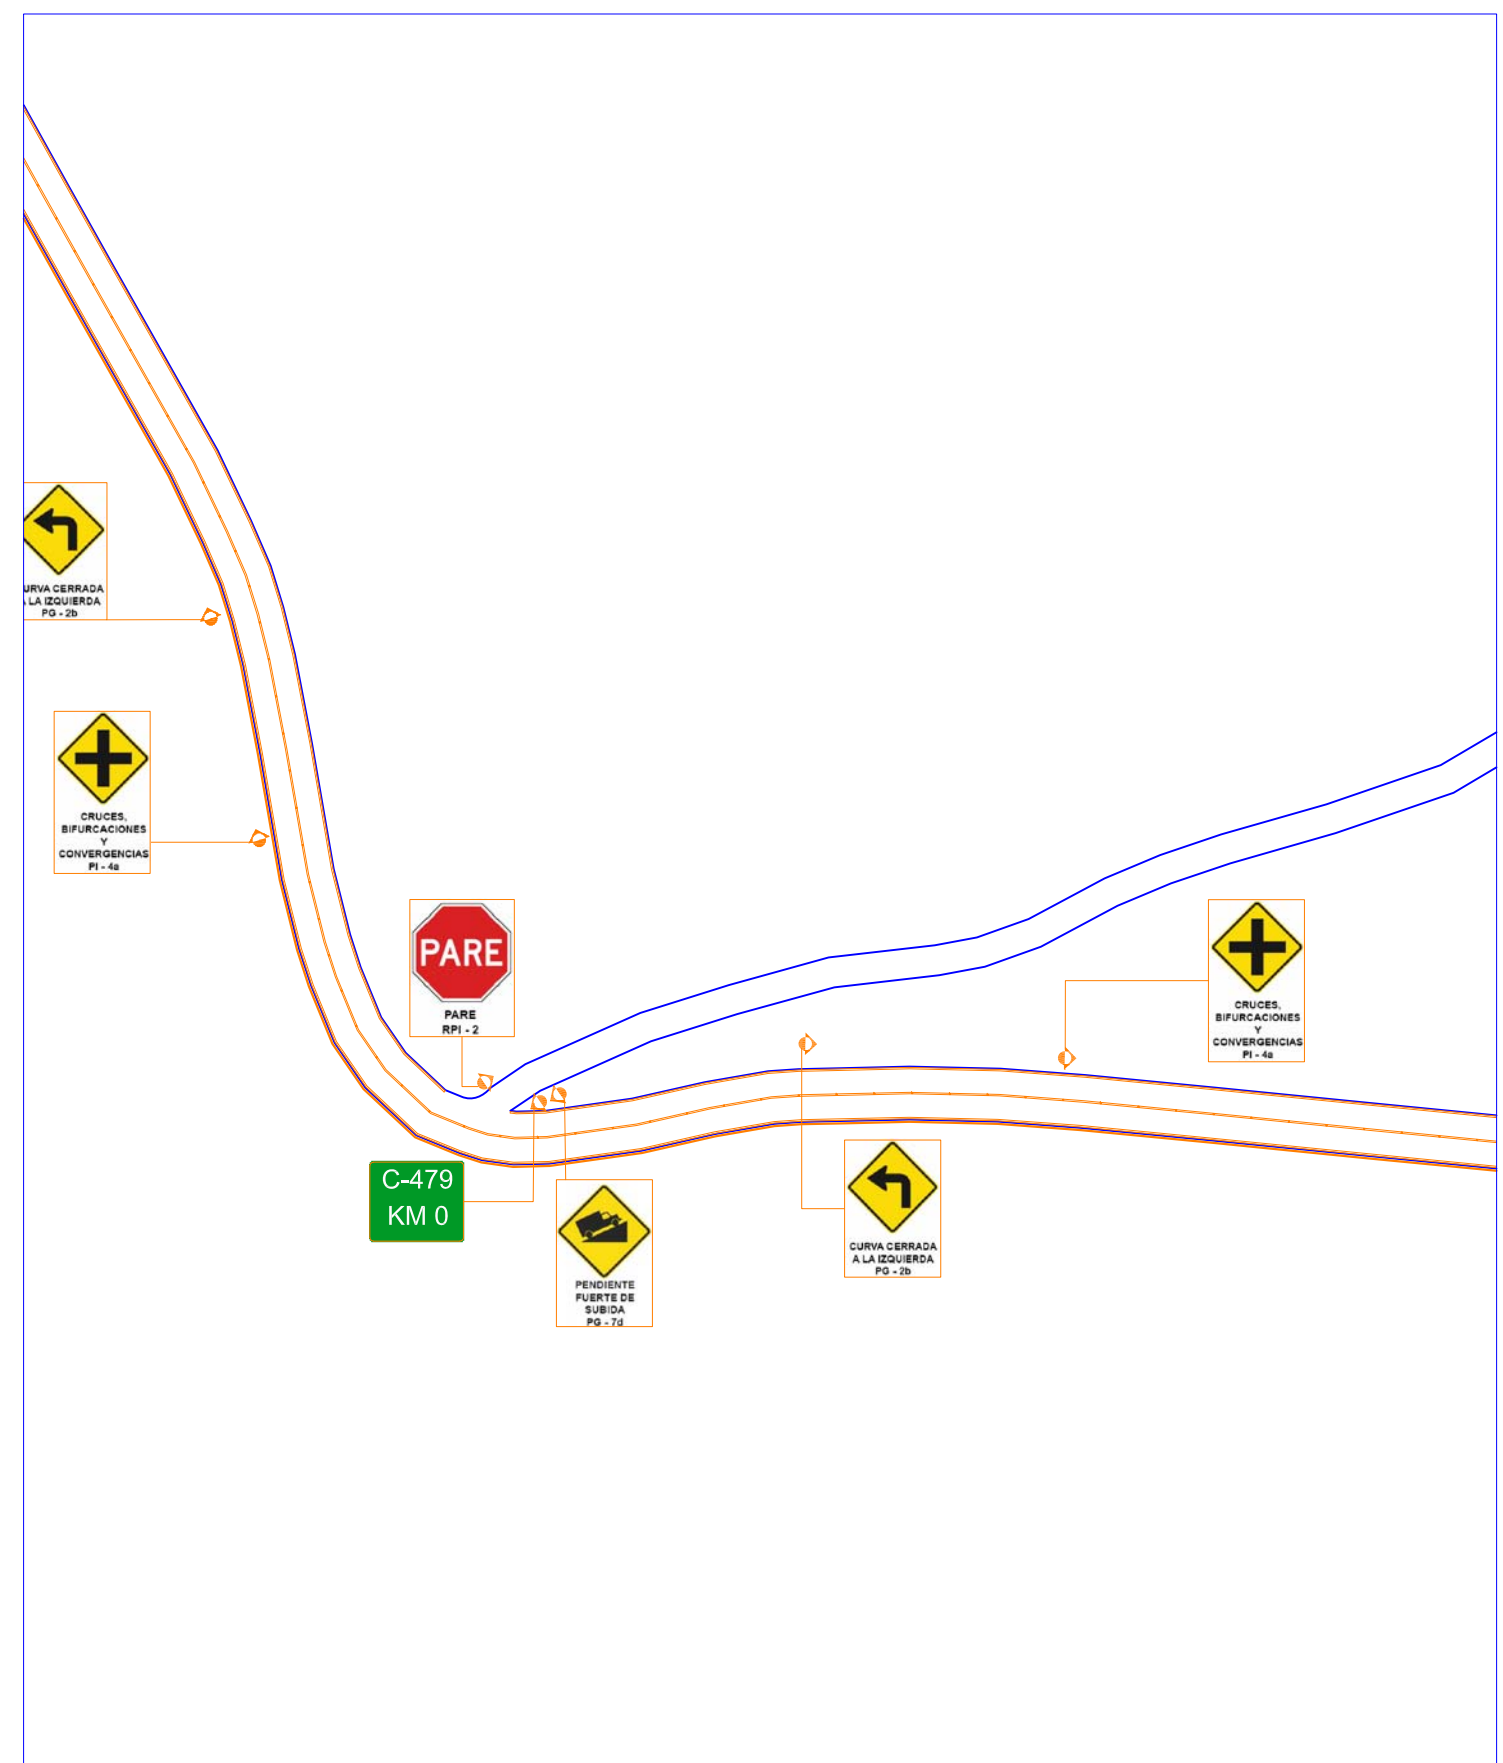 URVA CERRADA
LA IZQUIERDA
PG - 2b
CRUCES,
BIFURCACIONES
Y
CONVERGENCIAS
PI - 4a
PARE
PARE
RPI - 2
CRUCES,
BIFURCACIONES
Y
CONVERGENCIAS
PI - 4a
C-479
KM 0
PENDIENTE
FUERTE DE
SUBIDA
PG - 7d
CURVA CERRADA
A LA IZQUIERDA
PG - 2b